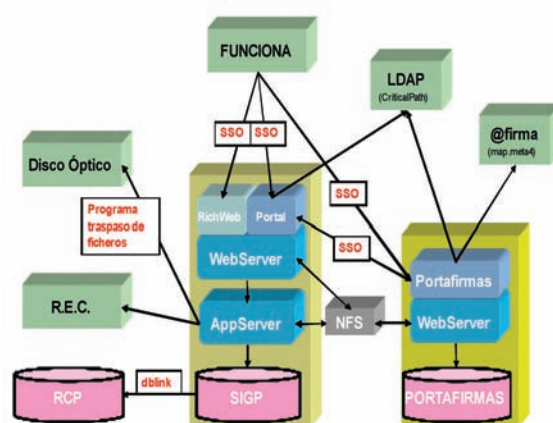 FUNCIONA
LDAP
(CriticalPath)
@firma
(map.meta4)
SSO
SSO
Disco Óptico
Programa
traspaso de
ficheros
RichWeb
Portal
SSO
SSO
WebServer
Portafirmas
R.E.C.
AppServer
NFS
WebServer
dblink
RCP
SIGP
PORTAFIRMAS